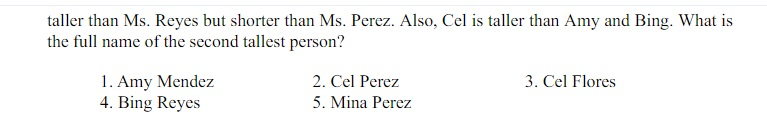 taller than Ms. Reyes but shorter than Ms. Perez. Also, Cel is taller than Amy and Bing. What is
the full name of the second tallest person?
1. Amy Mendez 2. Cel Perez 3. Cel Flores
4. Bing Reyes 5. Mina Perez